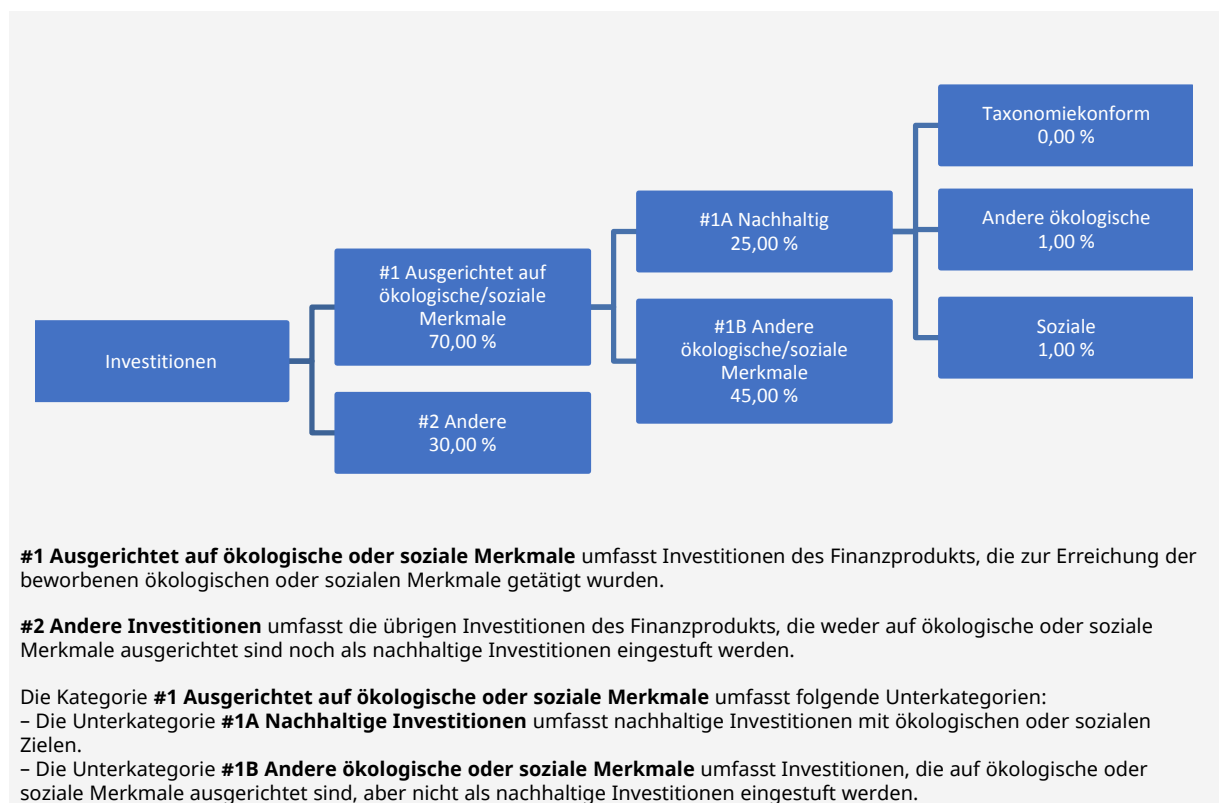 Taxonomiekonform
0,00 %
#1A Nachhaltig
25,00 %
Andere ökologische
1,00 %
#1 Ausgerichtet auf
ökologische/soziale
Merkmale
70,00 %
Soziale
1,00 %
#1B Andere
ökologische/soziale
Merkmale
45,00 %
Investitionen
#2 Andere
30,00 %
#1 Ausgerichtet auf ökologische oder soziale Merkmale umfasst Investitionen des Finanzprodukts, die zur Erreichung der
beworbenen ökologischen oder sozialen Merkmale getätigt wurden.
#2 Andere Investitionen umfasst die übrigen Investitionen des Finanzprodukts, die weder auf ökologische oder soziale
Merkmale ausgerichtet sind noch als nachhaltige Investitionen eingestuft werden.
Die Kategorie #1 Ausgerichtet auf ökologische oder soziale Merkmale umfasst folgende Unterkategorien:
– Die Unterkategorie #1A Nachhaltige Investitionen umfasst nachhaltige Investitionen mit ökologischen oder sozialen
Zielen.
– Die Unterkategorie #1B Andere ökologische oder soziale Merkmale umfasst Investitionen, die auf ökologische oder
soziale Merkmale ausgerichtet sind, aber nicht als nachhaltige Investitionen eingestuft werden.